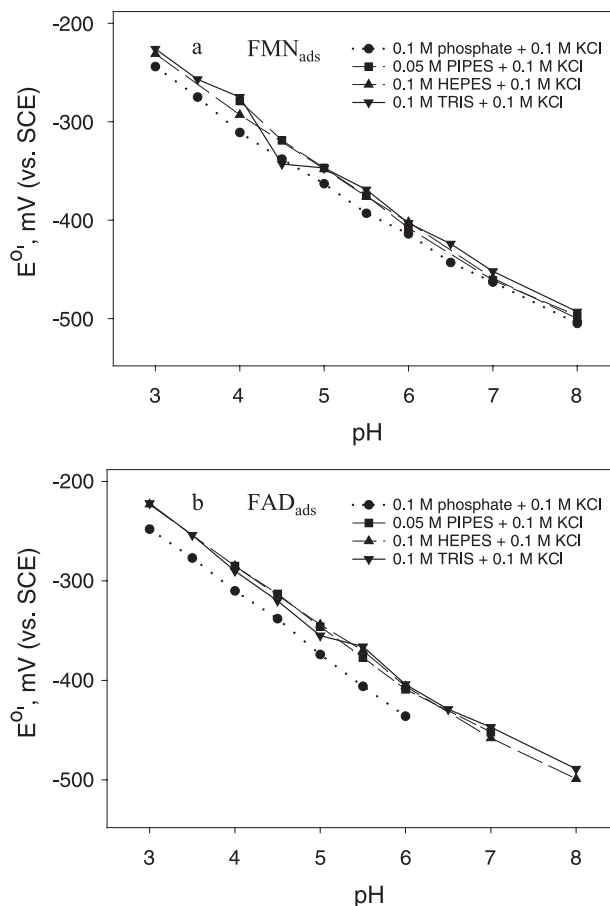 a FMN_ads
0.1 M phosphate + 0.1 M KCl
0.05 M PIPES + 0.1 M KCl
0.1 M HEPES + 0.1 M KCl
0.1 M TRIS + 0.1 M KCl
E^O', mV (vs. SCE)
-200
-300
-400
-500
3 4 5 6 7 8
pH
b FAD_ads
0.1 M phosphate + 0.1 M KCl
0.05 M PIPES + 0.1 M KCl
0.1 M HEPES + 0.1 M KCl
0.1 M TRIS + 0.1 M KCl
E^O', mV (vs. SCE)
-200
-300
-400
-500
3 4 5 6 7 8
pH